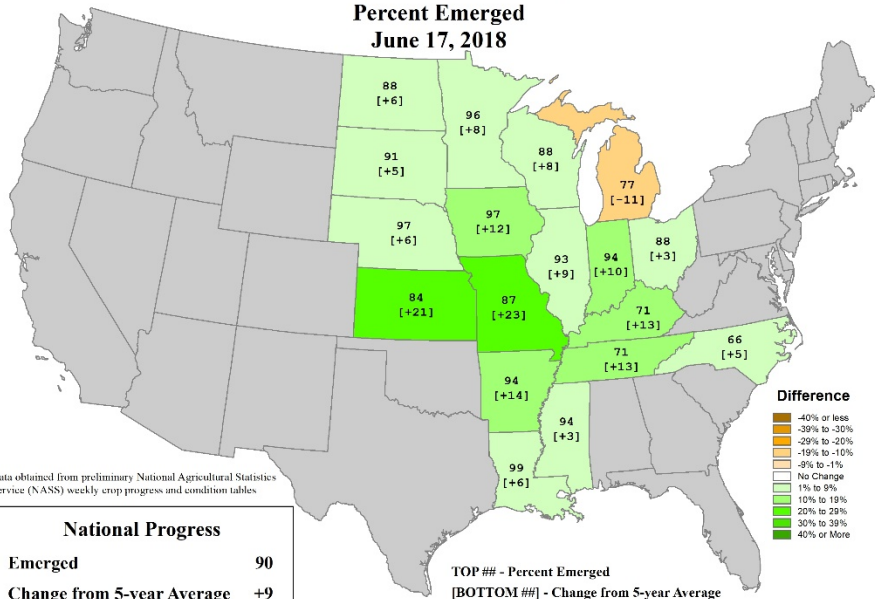 Percent Emerged
June 17, 2018
88
[+6]
96
[+8]
88
[+8]
91
[+5]
77
[-11]
97
[+6]
97
[+12]
93
[+9]
94
[+10]
88
[+3]
84
[+21]
87
[+23]
71
[+13]
71
[+13]
66
[+5]
94
[+14]
94
[+3]
99
[+6]
Difference
-40% or less
-39% to -30%
-29% to -20%
-19% to -10%
-9% to -1%
No Change
1% to 9%
10% to 19%
20% to 29%
30% to 39%
40% or More
ata obtained from preliminary National Agricultural Statistics
ervice (NASS) weekly crop progress and condition tables
National Progress
Emerged 90
Change from 5-year Average +9
TOP ## - Percent Emerged
[BOTTOM ##] - Change from 5-year Average